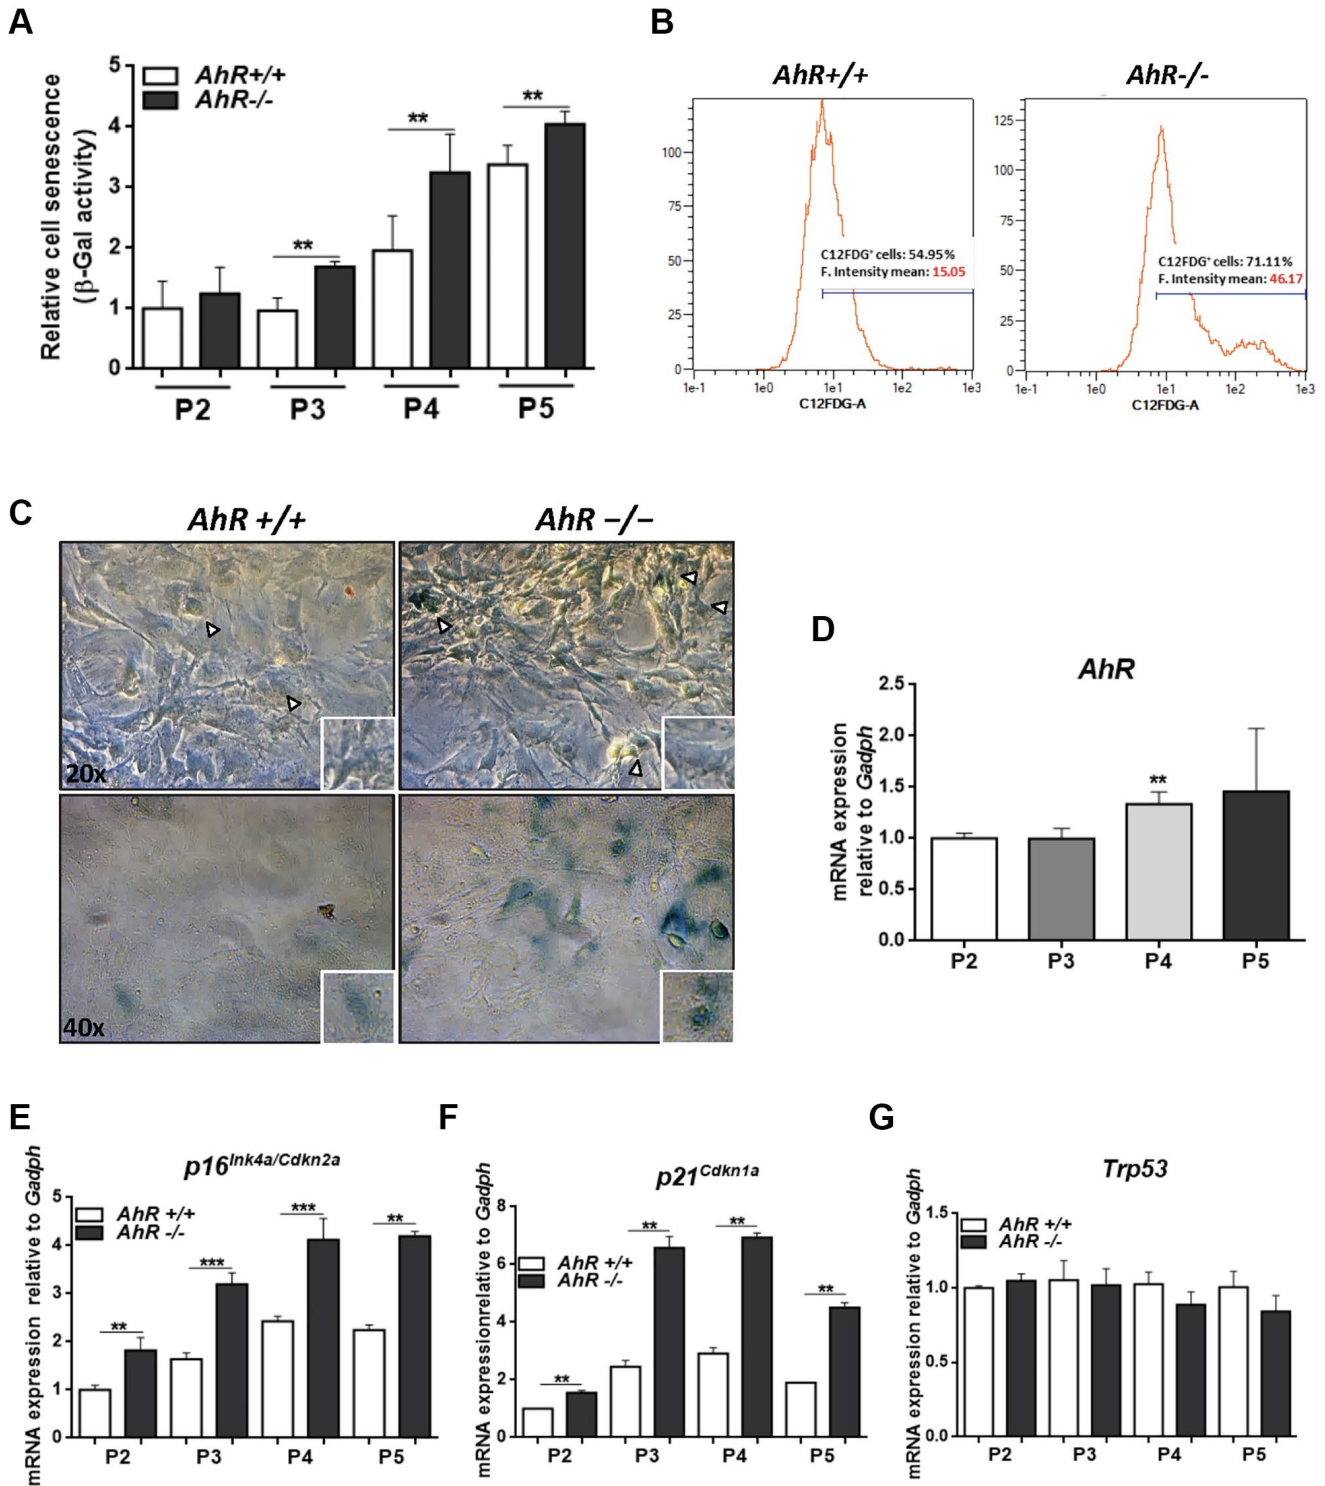 A
Relative cell senescence
(β-Gal activity)
5
4
3
2
1
0
AhR+/+
AhR-/-
**
**
**
P2
P3
P4
P5
B
AhR+/+
100
75
50
25
0
C12FDG+ cells: 54.95%
F. Intensity mean: 15.05
1e-1
1e0
1e1
1e2
1e3
C12FDG-A
AhR-/-
125
100
75
50
25
0
C12FDG+ cells: 71.11%
F. Intensity mean: 46.17
1e-1
1e0
1e1
1e2
1e3
C12FDG-A
C
AhR +/+
AhR –/–
20x
40x
D
AhR
mRNA expression
relative to Gadph
2.5
2.0
1.5
1.0
0.5
0.0
**
P2
P3
P4
P5
E
p16Ink4a/Cdkn2a
mRNA expression relative to Gadph
5
4
3
2
1
0
AhR +/+
AhR -/-
**
***
***
**
P2
P3
P4
P5
F
p21Cdkn1a
mRNA expressionrelative to Gadph
8
6
4
2
0
AhR +/+
AhR -/-
**
**
**
**
P2
P3
P4
P5
G
Trp53
mRNA expression relative to Gadph
1.5
1.0
0.5
0.0
AhR +/+
AhR -/-
P2
P3
P4
P5